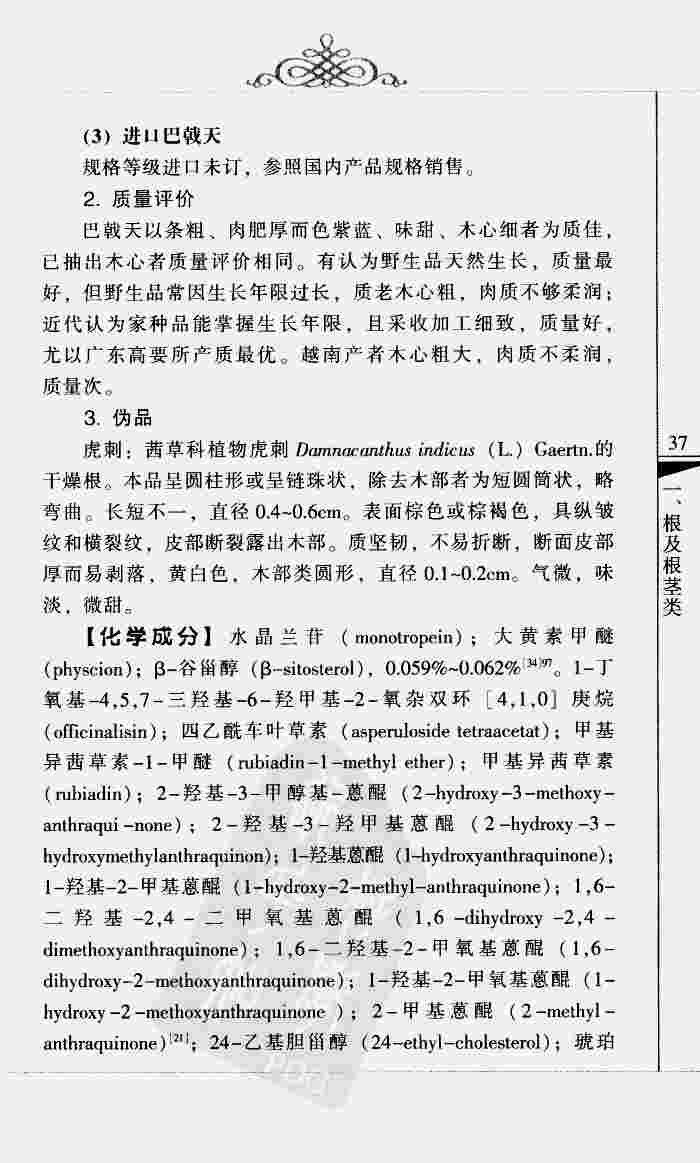 (3) 进口巴戟天
规格等级进口未订，参照国内产品规格销售。
2. 质量评价
巴戟天以条粗、肉肥厚而色紫蓝、味甜、木心细者为质佳，
已抽出木心者质量评价相同。有认为野生品天然生长，质量最
好，但野生品常因生长年限过长，质老木心粗，肉质不够柔润；
近代认为家种品能掌握生长年限，且采收加工细致，质量好，
尤以广东高要所产质最优。越南产者木心粗大，肉质不柔润，
质量次。
3. 伪品
虎刺：茜草科植物虎刺 Damnacanthus indicus (L.) Gaertn.的
干燥根。本品呈圆柱形或呈链珠状，除去木部者为短圆筒状，略
弯曲。长短不一，直径 0.4~0.6cm。表面棕色或棕褐色，具纵皱
纹和横裂纹，皮部断裂露出木部。质坚韧，不易折断，断面皮部
厚而易剥落，黄白色，木部类圆形，直径 0.1~0.2cm。气微，味
淡，微甜。
【化学成分】 水晶兰苷 (monotropein)；大黄素甲醚
(physcion)；β-谷甾醇 (β-sitosterol)，0.059%~0.062%[34]97。1-丁
氧基-4,5,7-三羟基-6-羟甲基-2-氧杂双环 [4,1,0] 庚烷
(officinalisin)；四乙酰车叶草素 (asperuloside tetraacetat)；甲基
异茜草素-1-甲醚 (rubiadin-1-methyl ether)；甲基异茜草素
(rubiadin)；2-羟基-3-甲醇基-蒽醌 (2-hydroxy-3-methoxy-
anthraqui-none)；2-羟基-3-羟甲基蒽醌 (2-hydroxy-3-
hydroxymethylanthraquinon)；1-羟基蒽醌 (1-hydroxyanthraquinone)；
1-羟基-2-甲基蒽醌 (1-hydroxy-2-methyl-anthraquinone)；1,6-
二羟基-2,4-二甲氧基蒽醌 (1,6-dihydroxy-2,4-
dimethoxyanthraquinone)；1,6-二羟基-2-甲氧基蒽醌 (1,6-
dihydroxy-2-methoxyanthraquinone)；1-羟基-2-甲氧基蒽醌 (1-
hydroxy-2-methoxyanthraquinone )；2-甲基蒽醌 (2-methyl-
anthraquinone)[21]；24-乙基胆甾醇 (24-ethyl-cholesterol)；琥珀
37
一、根及根茎类